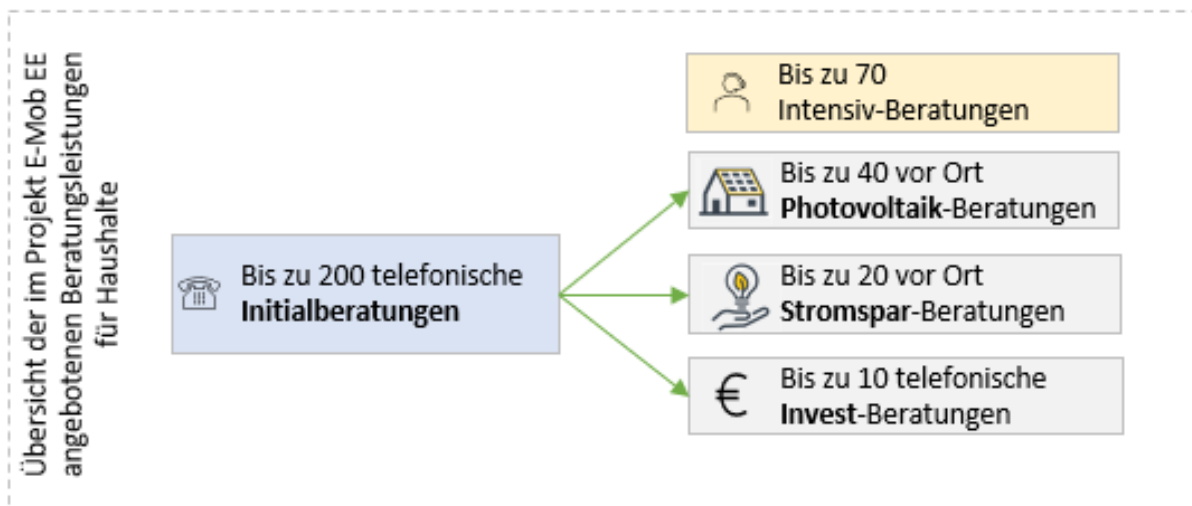 Übersicht der im Projekt E-Mob EE
angebotenen Beratungsleistungen
für Haushalte
Bis zu 200 telefonische
Initialberatungen
Bis zu 70
Intensiv-Beratungen
Bis zu 40 vor Ort
Photovoltaik-Beratungen
Bis zu 20 vor Ort
Stromspar-Beratungen
€
Bis zu 10 telefonische
Invest-Beratungen